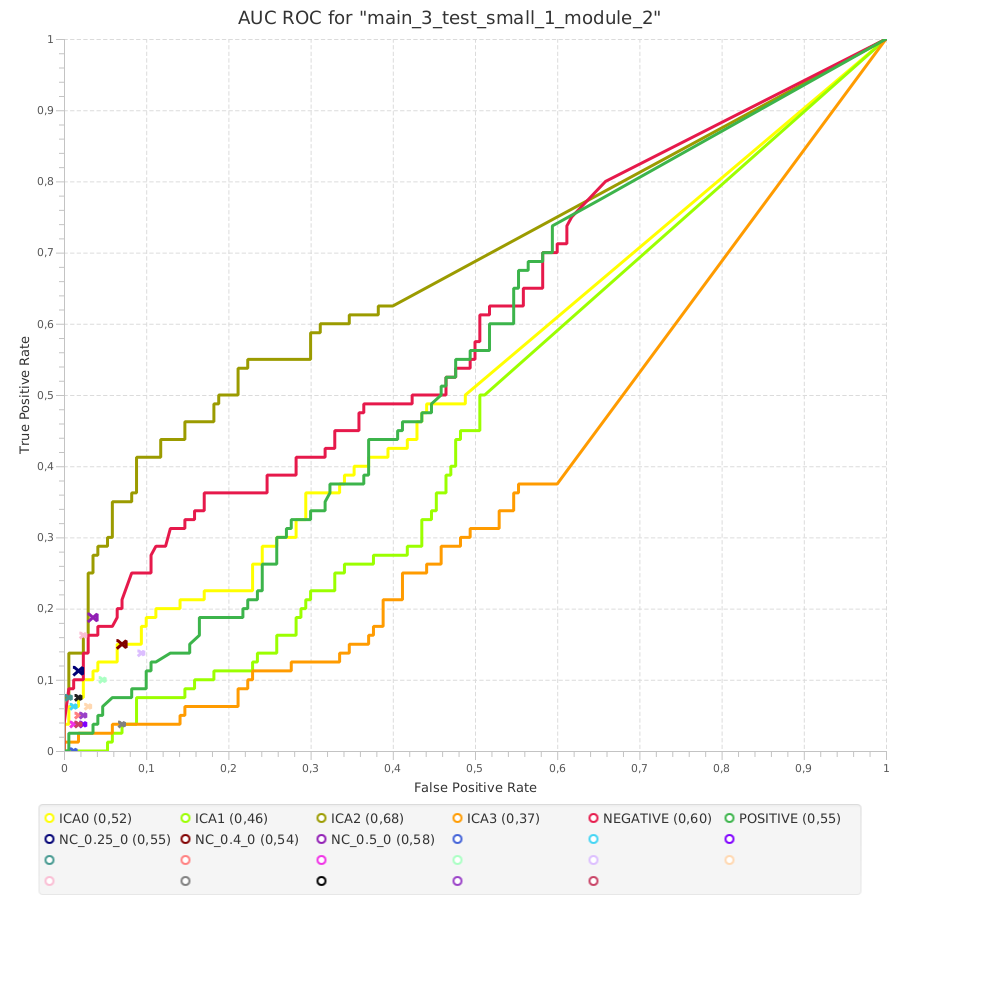 AUC ROC for "main_3_test_small_1_module_2"
1
0,9
0,8
0,7
0,6
0,5
0,4
0,3
0,2
0,1
0
True Positive Rate
0 0,1 0,2 0,3 0,4 0,5 0,6 0,7 0,8 0,9 1
False Positive Rate
ICA0 (0,52) ICA1 (0,46) ICA2 (0,68) ICA3 (0,37) NEGATIVE (0,60) POSITIVE (0,55)
NC_0.25_0 (0,55) NC_0.4_0 (0,54) NC_0.5_0 (0,58)